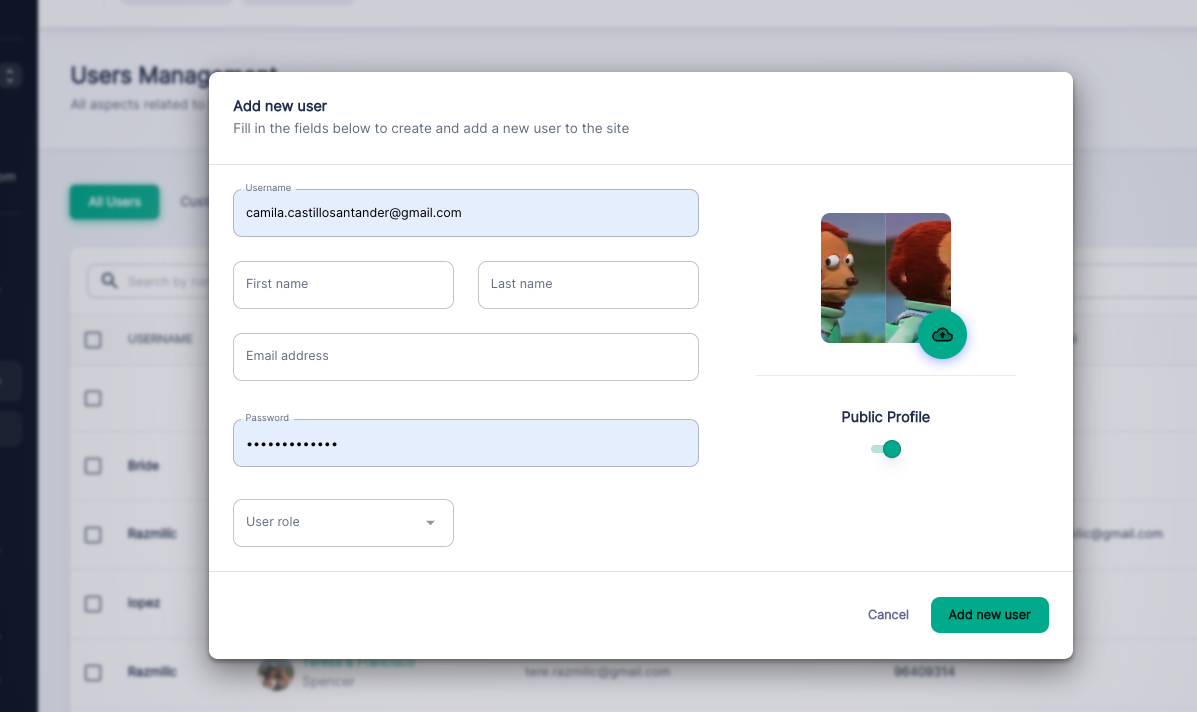 Users Management
All aspects related to
All Users
Add new user
Fill in the fields below to create and add a new user to the site
Username
camila.castillosantander@gmail.com
First name
Last name
Email address
Password
•••••••••••••
User role
Public Profile
Cancel
Add new user
Search by
USERNAME
Bride
Razmilic
lopez
Razmilic
Teresa & Francisco
Spencer
tere.razmilic@gmail.com
96409314
@gmail.com